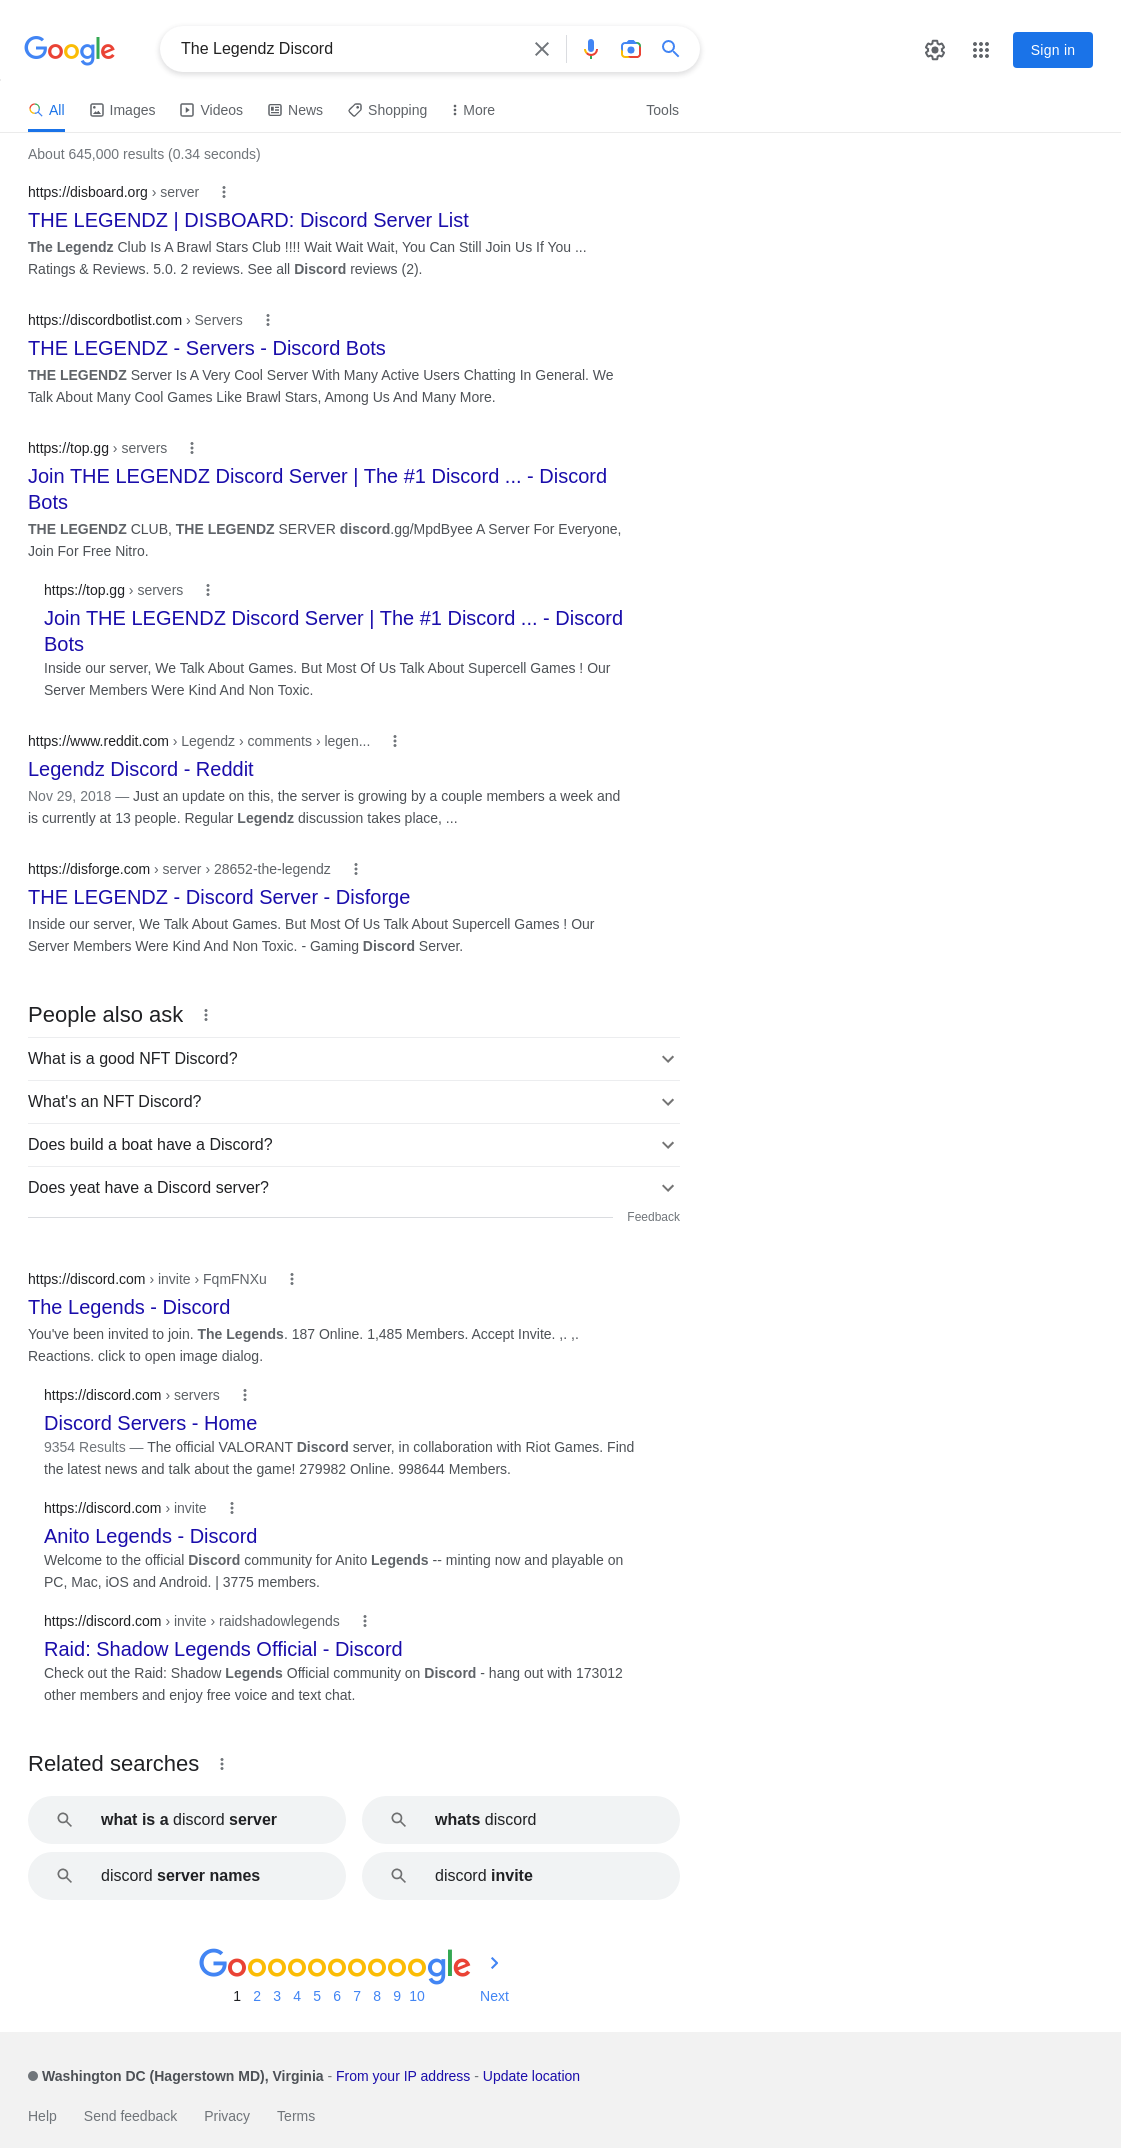 Google
The Legendz Discord
Sign in
All Images Videos News Shopping More Tools
About 645,000 results (0.34 seconds)
https://disboard.org › server
THE LEGENDZ | DISBOARD: Discord Server List
The Legendz Club Is A Brawl Stars Club !!!! Wait Wait Wait, You Can Still Join Us If You ...
Ratings & Reviews. 5.0. 2 reviews. See all Discord reviews (2).
https://discordbotlist.com › Servers
THE LEGENDZ - Servers - Discord Bots
THE LEGENDZ Server Is A Very Cool Server With Many Active Users Chatting In General. We
Talk About Many Cool Games Like Brawl Stars, Among Us And Many More.
https://top.gg › servers
Join THE LEGENDZ Discord Server | The #1 Discord ... - Discord
Bots
THE LEGENDZ CLUB, THE LEGENDZ SERVER discord.gg/MpdByee A Server For Everyone,
Join For Free Nitro.
https://top.gg › servers
Join THE LEGENDZ Discord Server | The #1 Discord ... - Discord
Bots
Inside our server, We Talk About Games. But Most Of Us Talk About Supercell Games ! Our
Server Members Were Kind And Non Toxic.
https://www.reddit.com › Legendz › comments › legen...
Legendz Discord - Reddit
Nov 29, 2018 — Just an update on this, the server is growing by a couple members a week and
is currently at 13 people. Regular Legendz discussion takes place, ...
https://disforge.com › server › 28652-the-legendz
THE LEGENDZ - Discord Server - Disforge
Inside our server, We Talk About Games. But Most Of Us Talk About Supercell Games ! Our
Server Members Were Kind And Non Toxic. - Gaming Discord Server.
People also ask
What is a good NFT Discord?
What's an NFT Discord?
Does build a boat have a Discord?
Does yeat have a Discord server?
Feedback
https://discord.com › invite › FqmFNXu
The Legends - Discord
You've been invited to join. The Legends. 187 Online. 1,485 Members. Accept Invite. ,. ,.
Reactions. click to open image dialog.
https://discord.com › servers
Discord Servers - Home
9354 Results — The official VALORANT Discord server, in collaboration with Riot Games. Find
the latest news and talk about the game! 279982 Online. 998644 Members.
https://discord.com › invite
Anito Legends - Discord
Welcome to the official Discord community for Anito Legends -- minting now and playable on
PC, Mac, iOS and Android. | 3775 members.
https://discord.com › invite › raidshadowlegends
Raid: Shadow Legends Official - Discord
Check out the Raid: Shadow Legends Official community on Discord - hang out with 173012
other members and enjoy free voice and text chat.
Related searches
what is a discord server
whats discord
discord server names
discord invite
Goooooooooogle
1 2 3 4 5 6 7 8 9 10 Next
Washington DC (Hagerstown MD), Virginia - From your IP address - Update location
Help Send feedback Privacy Terms